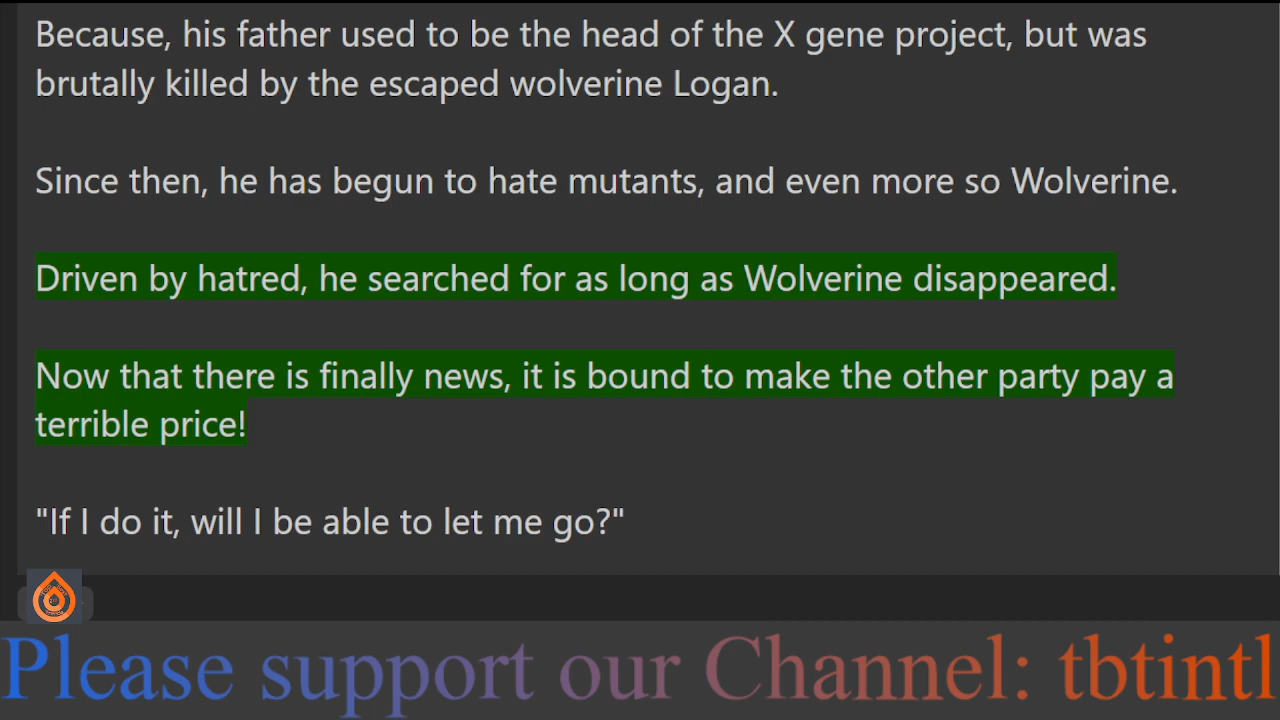 Because, his father used to be the head of the X gene project, but was
brutally killed by the escaped wolverine Logan.
Since then, he has begun to hate mutants, and even more so Wolverine.
Driven by hatred, he searched for as long as Wolverine disappeared.
Now that there is finally news, it is bound to make the other party pay a
terrible price!
"If I do it, will I be able to let me go?"
Please support our Channel: tbtintl